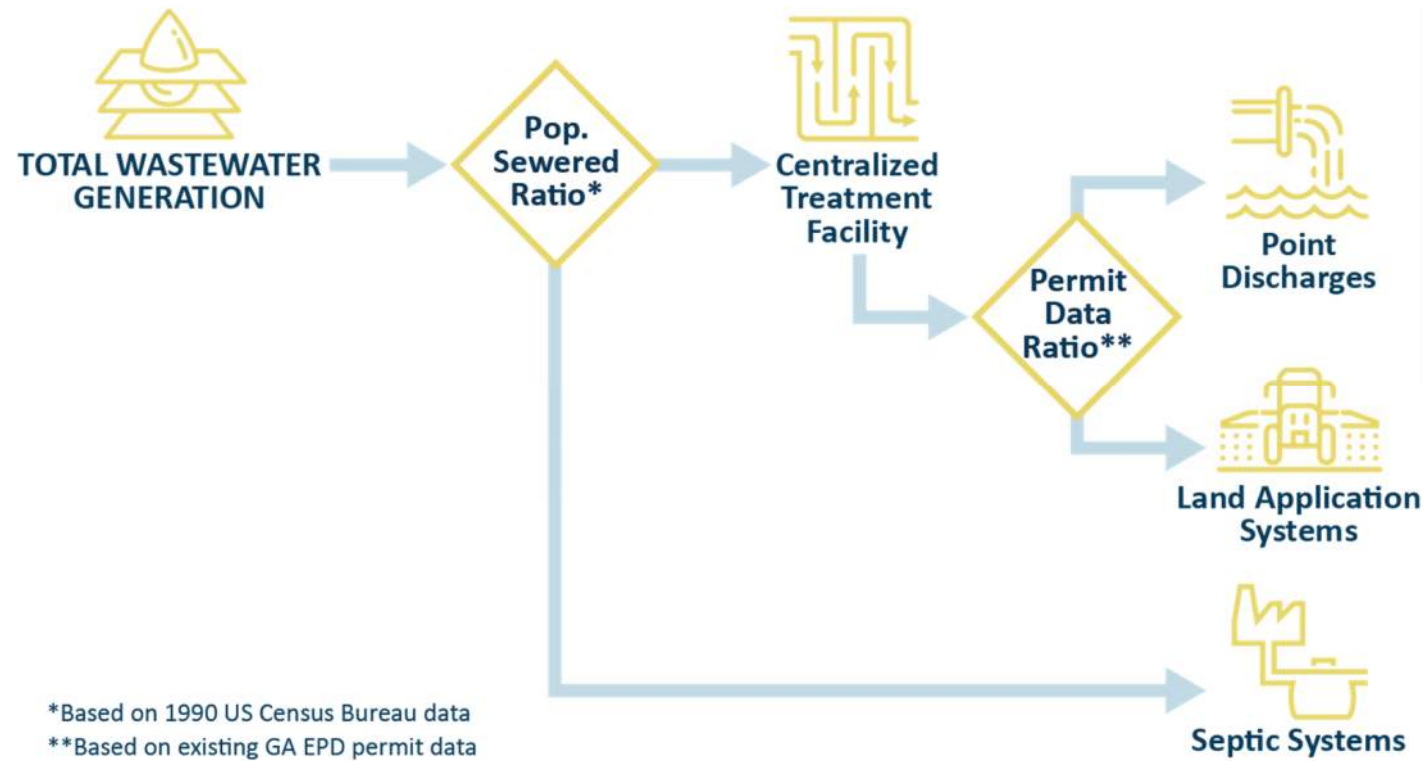 TOTAL WASTEWATER
GENERATION
Pop.
Sewered
Ratio*
Centralized
Treatment
Facility
Permit
Data
Ratio**
Point
Discharges
Land Application
Systems
Septic Systems
*Based on 1990 US Census Bureau data
**Based on existing GA EPD permit data